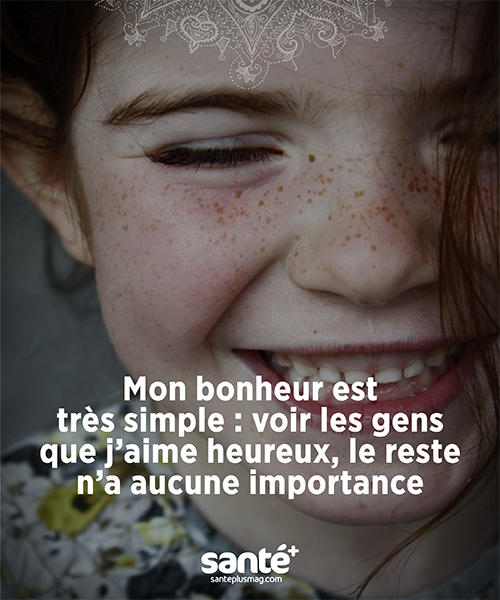 Mon bonheur est
très simple : voir les gens
que j’aime heureux, le reste
n’a aucune importance
santé+
santeplusmag.com